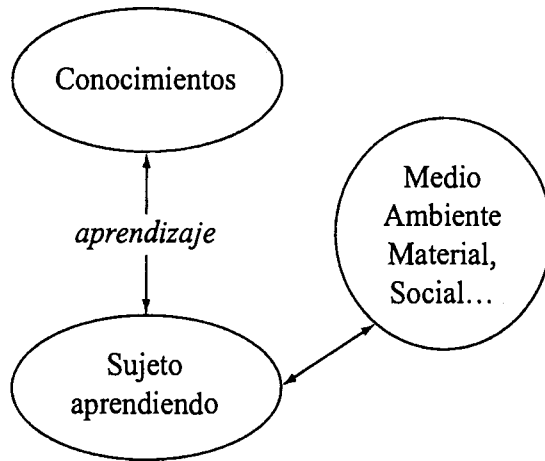 Conocimientos
aprendizaje
Medio
Ambiente
Material,
Social...
Sujeto
aprendiendo